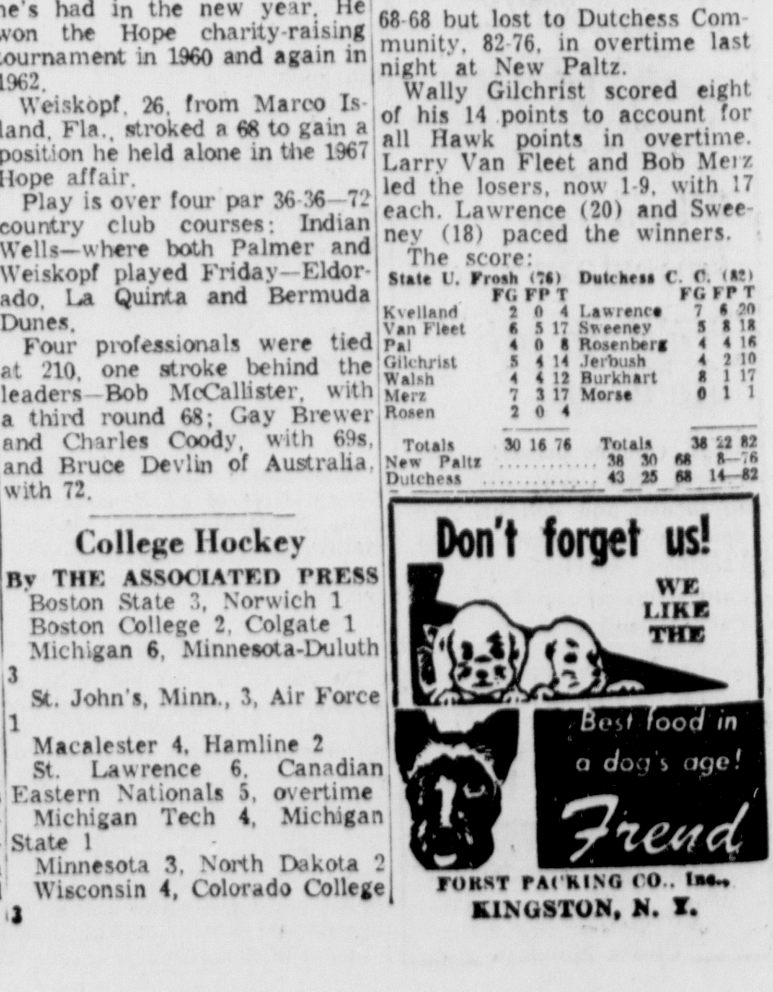 he's had in the new year. He
won the Hope charity-raising
tournament in 1960 and again in
1962.
Weiskopf, 26, from Marco Is-
land, Fla., stroked a 68 to gain a
position he held alone in the 1967
Hope affair.
Play is over four par 36-36—72
country club courses: Indian
Wells—where both Palmer and
Weiskopf played Friday—Eldor-
ado, La Quinta and Bermuda
Dunes.
Four professionals were tied
at 210, one stroke behind the
leaders—Bob McCallister, with
a third round 68; Gay Brewer
and Charles Coody, with 69s,
and Bruce Devlin of Australia,
with 72.
College Hockey
By THE ASSOCIATED PRESS
Boston State 3, Norwich 1
Boston College 2, Colgate 1
Michigan 6, Minnesota-Duluth
3
St. John's, Minn., 3, Air Force
1
Macalester 4, Hamline 2
St. Lawrence 6, Canadian
Eastern Nationals 5, overtime
Michigan Tech 4, Michigan
State 1
Minnesota 3, North Dakota 2
Wisconsin 4, Colorado College
3
68-68 but lost to Dutchess Com-
munity, 82-76, in overtime last
night at New Paltz.
Wally Gilchrist scored eight
of his 14 points to account for
all Hawk points in overtime.
Larry Van Fleet and Bob Merz
led the losers, now 1-9, with 17
each. Lawrence (20) and Swee-
ney (18) paced the winners.
The score:
State U. Frosh (76) Dutchess C. C. (82)
FG FP T FG FP T
Kvelland 2 0 4 Lawrence 7 6 20
Van Fleet 6 5 17 Sweeney 5 8 18
Pal 4 0 8 Rosenberg 4 4 16
Gilchrist 5 4 14 Jerbush 4 2 10
Walsh 4 4 12 Burkhart 8 1 17
Merz 7 3 17 Morse 0 1 1
Rosen 2 0 4
Totals 30 16 76 Totals 38 22 82
New Paltz ............ 38 30 68 8—76
Dutchess ............ 43 25 68 14—82
Don't forget us!
WE
LIKE
THE
Best food in
a dog's age!
Frend
FORST PACKING CO., Inc.,
KINGSTON, N. Y.